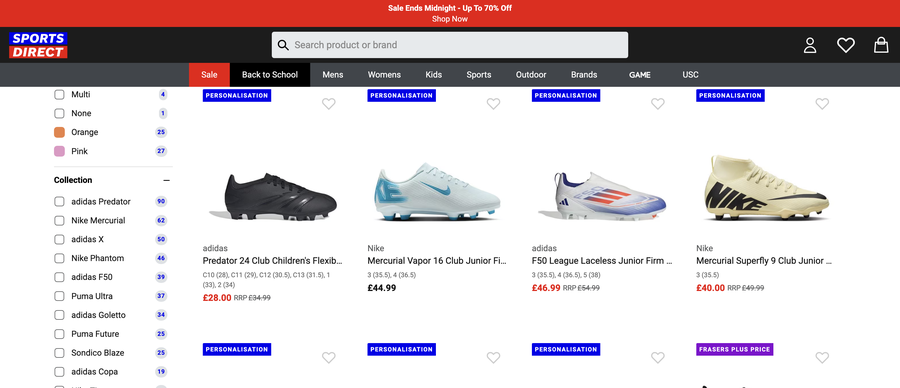 Sale Ends Midnight - Up To 70% Off
Shop Now
SPORTS
DIRECT
Search product or brand
Sale
Back to School
Mens
Womens
Kids
Sports
Outdoor
Brands
GAME
USC
Multi 4
None 1
Orange 25
Pink 27
Collection
adidas Predator 90
Nike Mercurial 62
adidas X 50
Nike Phantom 46
adidas F50 39
Puma Ultra 37
adidas Goletto 34
Puma Future 25
Sondico Blaze 25
adidas Copa 19
PERSONALISATION
adidas
Predator 24 Club Children's Flexib...
C10 (28), C11 (29), C12 (30.5), C13 (31.5), 1
(33), 2 (34)
£28.00 RRP £34.99
PERSONALISATION
Nike
Mercurial Vapor 16 Club Junior Fi...
3 (35.5), 4 (36.5)
£44.99
PERSONALISATION
adidas
F50 League Laceless Junior Firm ...
3 (35.5), 4 (36.5), 5 (38)
£46.99 RRP £54.99
PERSONALISATION
NIKE
Nike
Mercurial Superfly 9 Club Junior ...
3 (35.5)
£40.00 RRP £49.99
PERSONALISATION
PERSONALISATION
PERSONALISATION
FRASERS PLUS PRICE